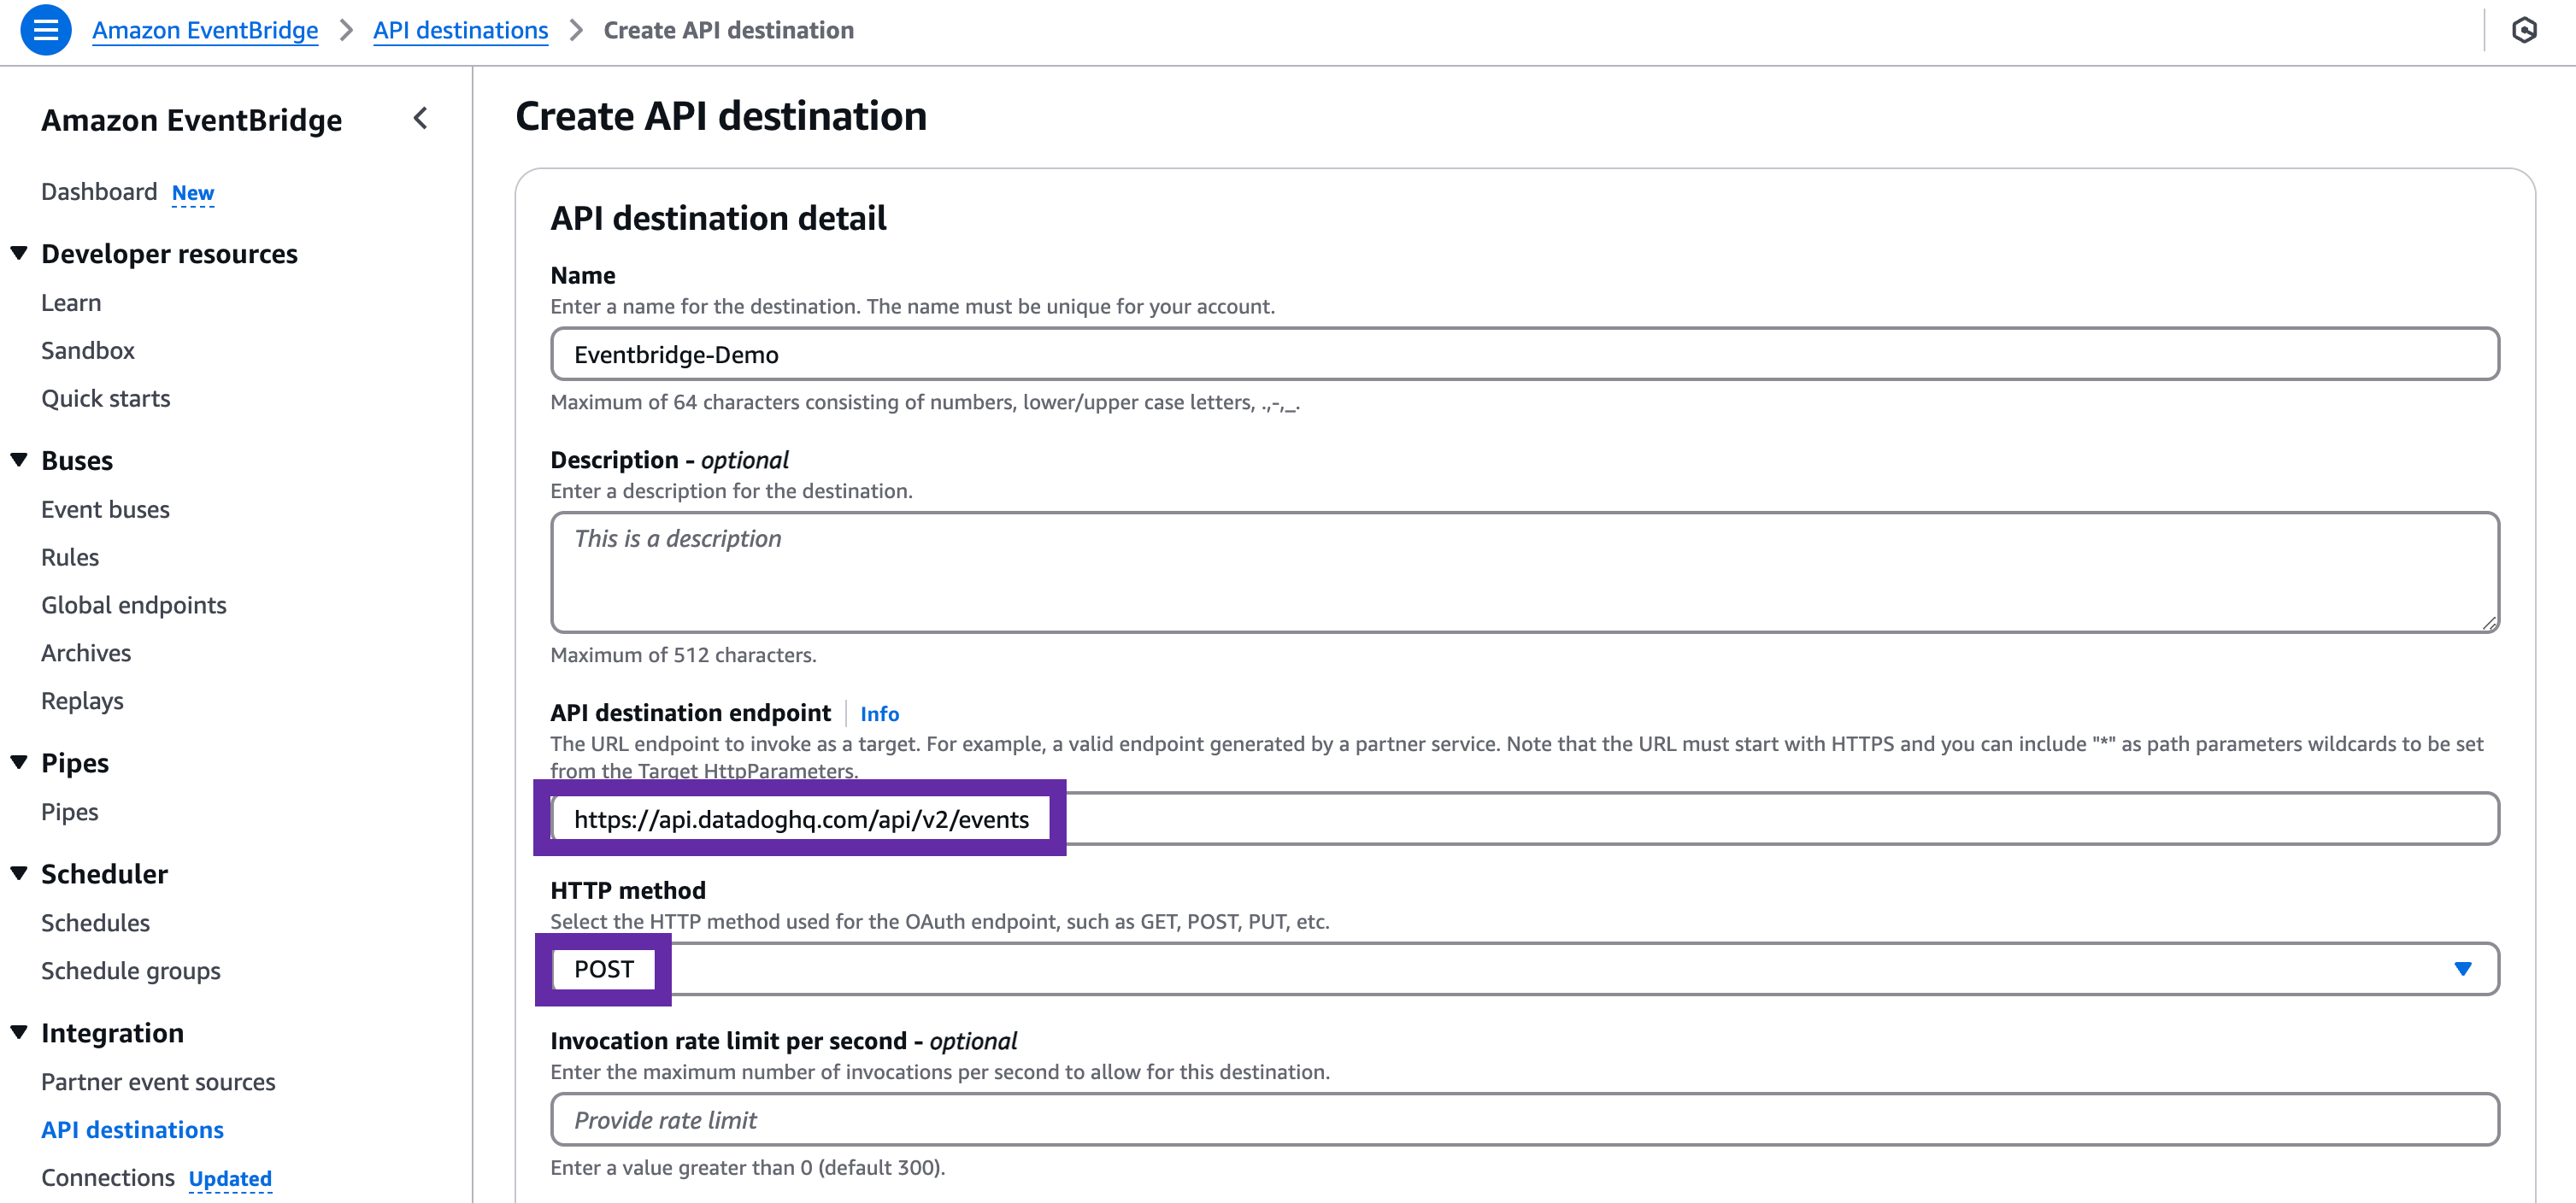 Amazon EventBridge > API destinations > Create API destination
Amazon EventBridge
Dashboard New
Developer resources
Learn
Sandbox
Quick starts
Buses
Event buses
Rules
Global endpoints
Archives
Replays
Pipes
Pipes
Scheduler
Schedules
Schedule groups
Integration
Partner event sources
API destinations
Connections Updated
Create API destination
API destination detail
Name
Enter a name for the destination. The name must be unique for your account.
Eventbridge-Demo
Maximum of 64 characters consisting of numbers, lower/upper case letters, .,-,_.
Description - optional
Enter a description for the destination.
This is a description
Maximum of 512 characters.
API destination endpoint Info
The URL endpoint to invoke as a target. For example, a valid endpoint generated by a partner service. Note that the URL must start with HTTPS and you can include "*" as path parameters wildcards to be set
from the Target HttpParameters.
https://api.datadoghq.com/api/v2/events
HTTP method
Select the HTTP method used for the OAuth endpoint, such as GET, POST, PUT, etc.
POST
Invocation rate limit per second - optional
Enter the maximum number of invocations per second to allow for this destination.
Provide rate limit
Enter a value greater than 0 (default 300).